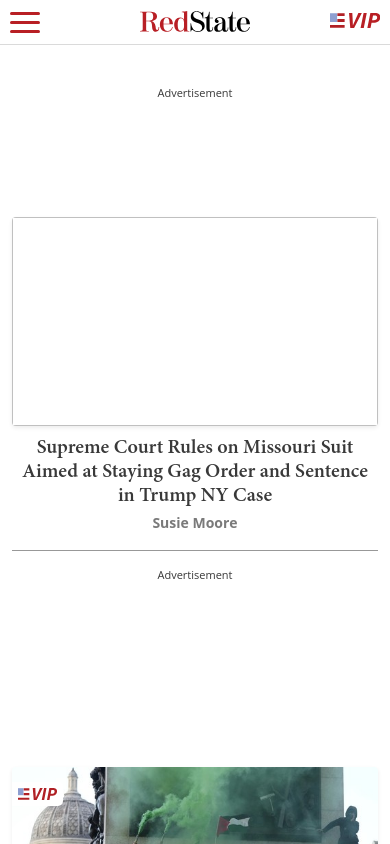 RedState
VIP
Advertisement
Supreme Court Rules on Missouri Suit
Aimed at Staying Gag Order and Sentence
in Trump NY Case
Susie Moore
Advertisement
VIP